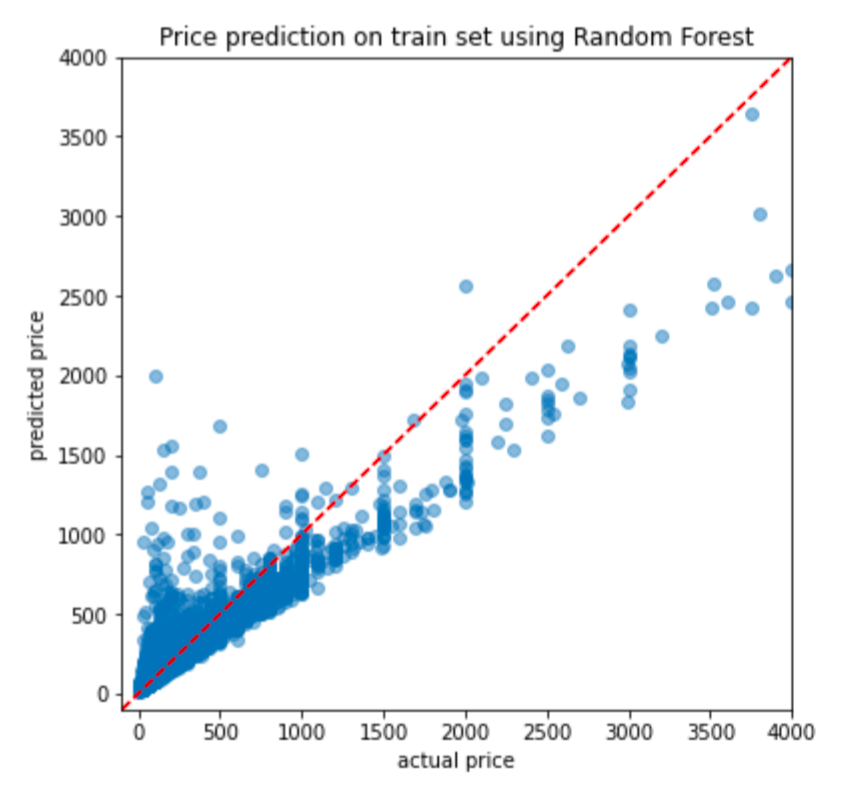 Price prediction on train set using Random Forest
4000
3500
3000
2500
2000
1500
1000
500
0
predicted price
0 500 1000 1500 2000 2500 3000 3500 4000
actual price